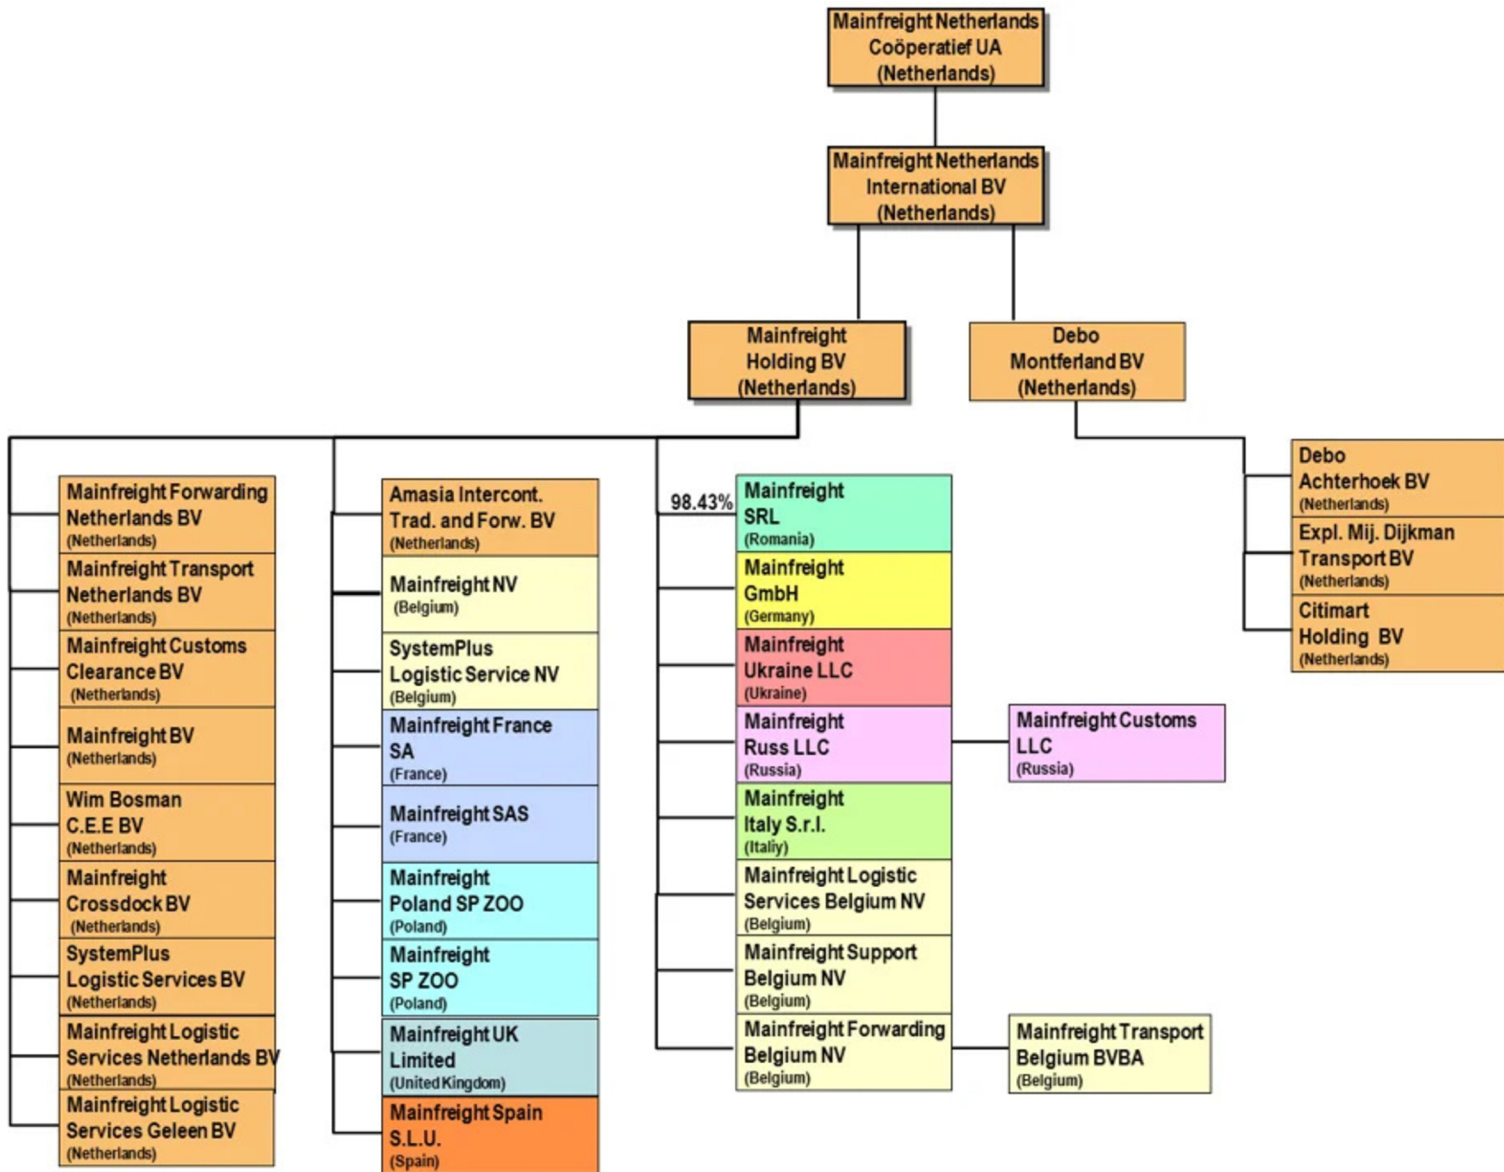 Mainfreight Netherlands
Coöperatief UA
(Netherlands)
Mainfreight Netherlands
International BV
(Netherlands)
Mainfreight
Holding BV
(Netherlands)
Debo
Montferland BV
(Netherlands)
Mainfreight Forwarding
Netherlands BV
(Netherlands)
Mainfreight Transport
Netherlands BV
(Netherlands)
Mainfreight Customs
Clearance BV
(Netherlands)
Mainfreight BV
(Netherlands)
Wim Bosman
C.E.E BV
(Netherlands)
Mainfreight
Crossdock BV
(Netherlands)
SystemPlus
Logistic Services BV
(Netherlands)
Mainfreight Logistic
Services Netherlands BV
(Netherlands)
Mainfreight Logistic
Services Geleen BV
(Netherlands)
Amasia Intercont.
Trad. and Forw. BV
(Netherlands)
Mainfreight NV
(Belgium)
SystemPlus
Logistic Service NV
(Belgium)
Mainfreight France
SA
(France)
Mainfreight SAS
(France)
Mainfreight
Poland SP ZOO
(Poland)
Mainfreight
SP ZOO
(Poland)
Mainfreight UK
Limited
(United Kingdom)
Mainfreight Spain
S.L.U.
(Spain)
98.43%
Mainfreight
SRL
(Romania)
Mainfreight
GmbH
(Germany)
Mainfreight
Ukraine LLC
(Ukraine)
Mainfreight
Russ LLC
(Russia)
Mainfreight
Italy S.r.l.
(Italiy)
Mainfreight Logistic
Services Belgium NV
(Belgium)
Mainfreight Support
Belgium NV
(Belgium)
Mainfreight Forwarding
Belgium NV
(Belgium)
Mainfreight Customs
LLC
(Russia)
Mainfreight Transport
Belgium BVBA
(Belgium)
Debo
Achterhoek BV
(Netherlands)
Expl. Mij. Dijkman
Transport BV
(Netherlands)
Citimart
Holding BV
(Netherlands)